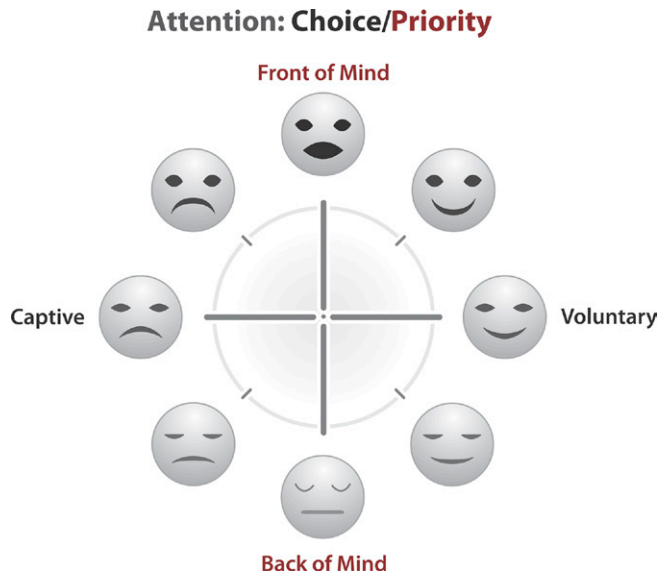 Attention: Choice/Priority
Front of Mind
Captive
Voluntary
Back of Mind